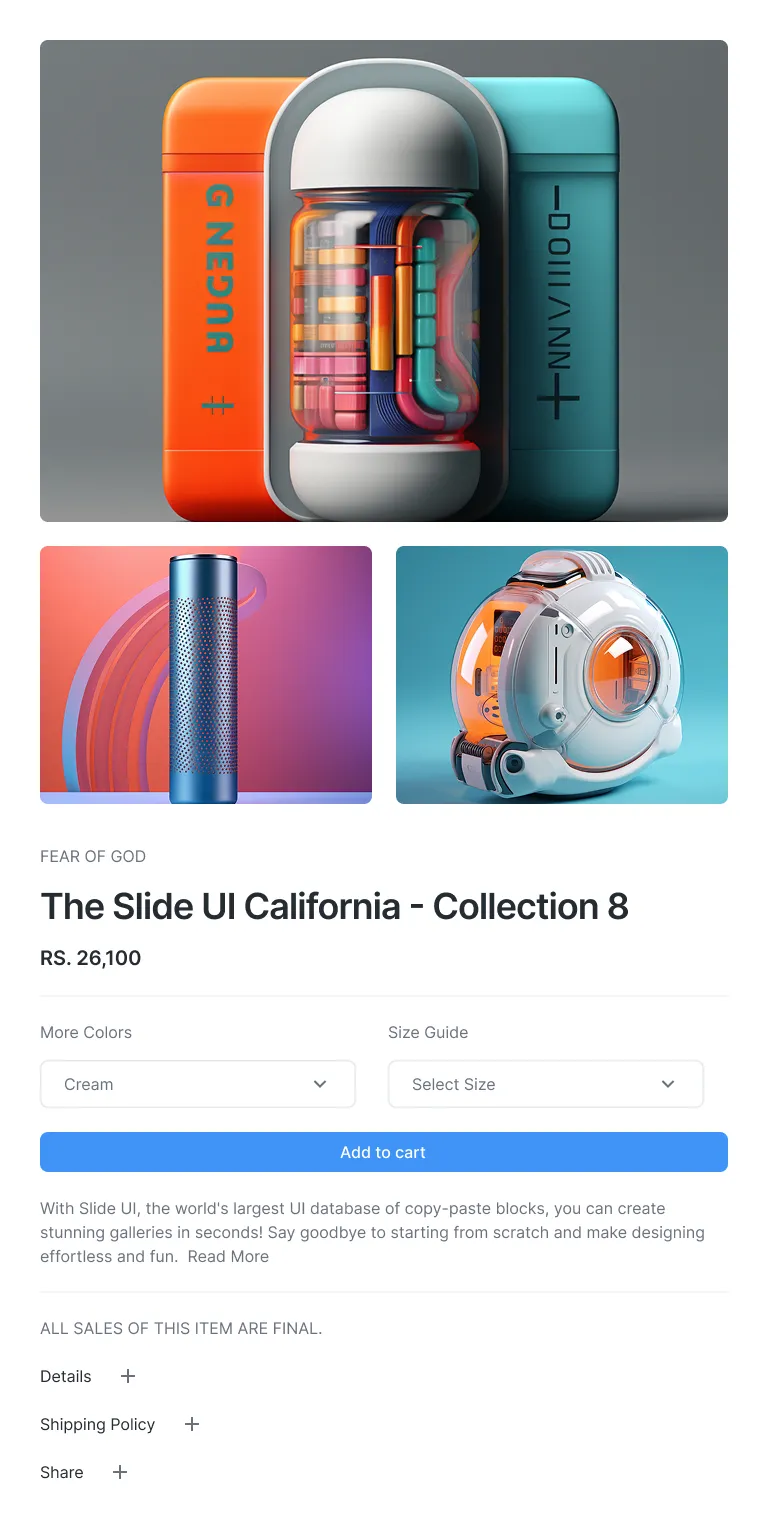 FEAR OF GOD
The Slide UI California - Collection 8
RS. 26,100
More Colors
Size Guide
Cream
Select Size
Add to cart
With Slide UI, the world's largest UI database of copy-paste blocks, you can create
stunning galleries in seconds! Say goodbye to starting from scratch and make designing
effortless and fun.  Read More
ALL SALES OF THIS ITEM ARE FINAL.
Details
Shipping Policy
Share